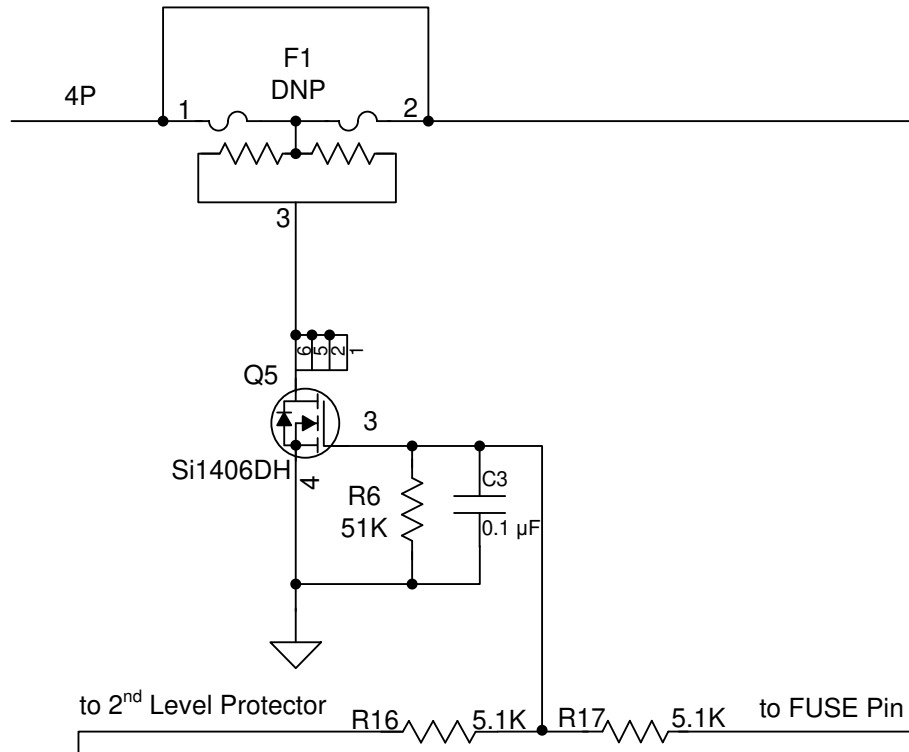 F1
DNP
4P
1
2
3
6
5
2
1
Q5
3
Si1406DH
4
R6
51K
C3
0.1 µF
to 2nd Level Protector
R16
5.1K
R17
5.1K
to FUSE Pin